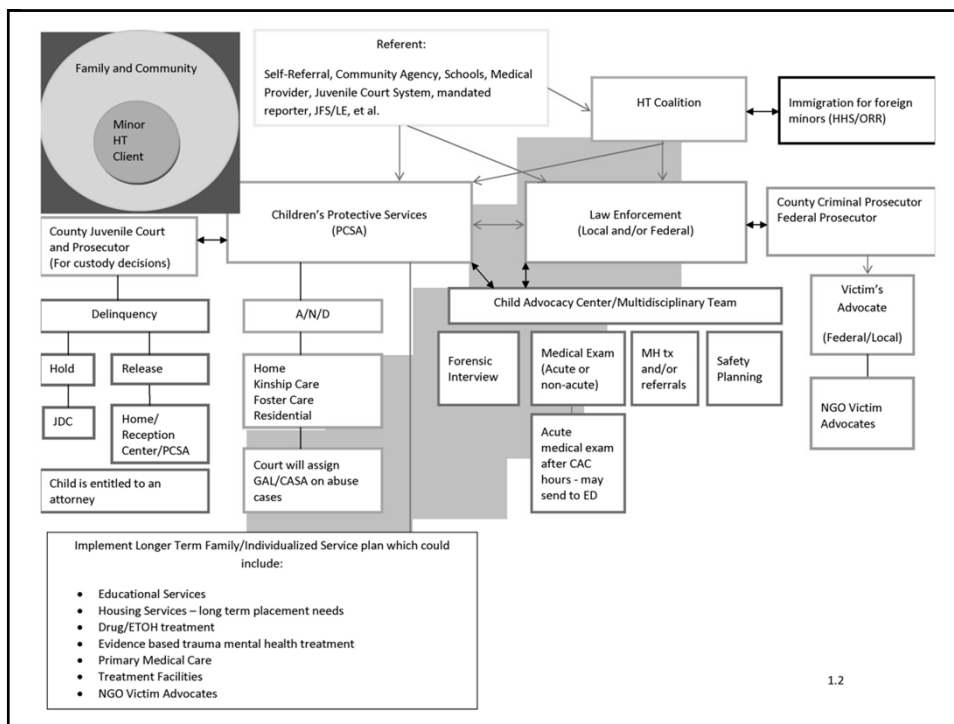 Family and Community
Minor
HT
Client
Referent:
Self-Referral, Community Agency, Schools, Medical
Provider, Juvenile Court System, mandated
reporter, JFS/LE, et al.
HT Coalition
Immigration for foreign
minors (HHS/ORR)
County Juvenile Court
and Prosecutor
(For custody decisions)
Children's Protective Services
(PCSA)
Law Enforcement
(Local and/or Federal)
County Criminal Prosecutor
Federal Prosecutor
Delinquency
A/N/D
Child Advocacy Center/Multidisciplinary Team
Victim's
Advocate
(Federal/Local)
Hold
Release
Home
Kinship Care
Foster Care
Residential
Forensic
Interview
Medical Exam
(Acute or
non-acute)
MH tx
and/or
referrals
Safety
Planning
NGO Victim
Advocates
JDC
Home/
Reception
Center/PCSA
Court will assign
GAL/CASA on abuse
cases
Acute
medical exam
after CAC
hours - may
send to ED
Child is entitled to an
attorney
Implement Longer Term Family/Individualized Service plan which could
include:
• Educational Services
• Housing Services – long term placement needs
• Drug/ETOH treatment
• Evidence based trauma mental health treatment
• Primary Medical Care
• Treatment Facilities
• NGO Victim Advocates
1.2